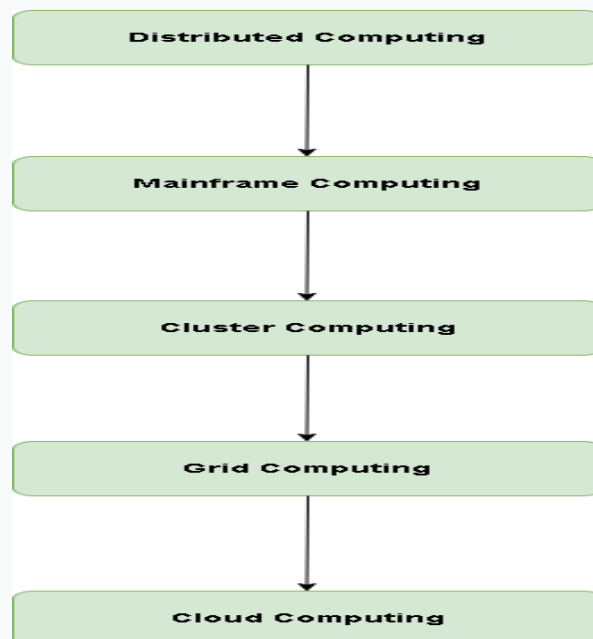 Distributed Computing
Mainframe Computing
Cluster Computing
Grid Computing
Cloud Computing